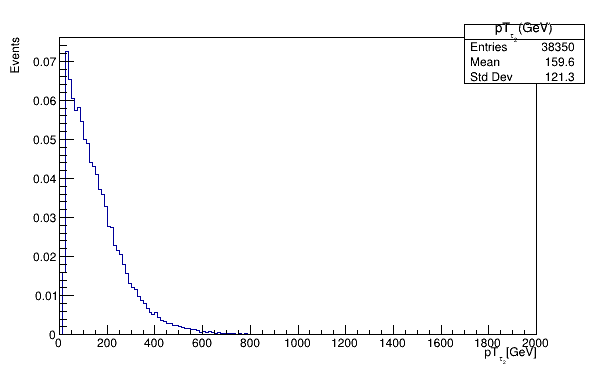 pTτ2(GeV)
Entries 38350
Mean 159.6
Std Dev 121.3
Events
0.07
0.06
0.05
0.04
0.03
0.02
0.01
0
0 200 400 600 800 1000 1200 1400 1600 1800 2000
pTτ2[GeV]